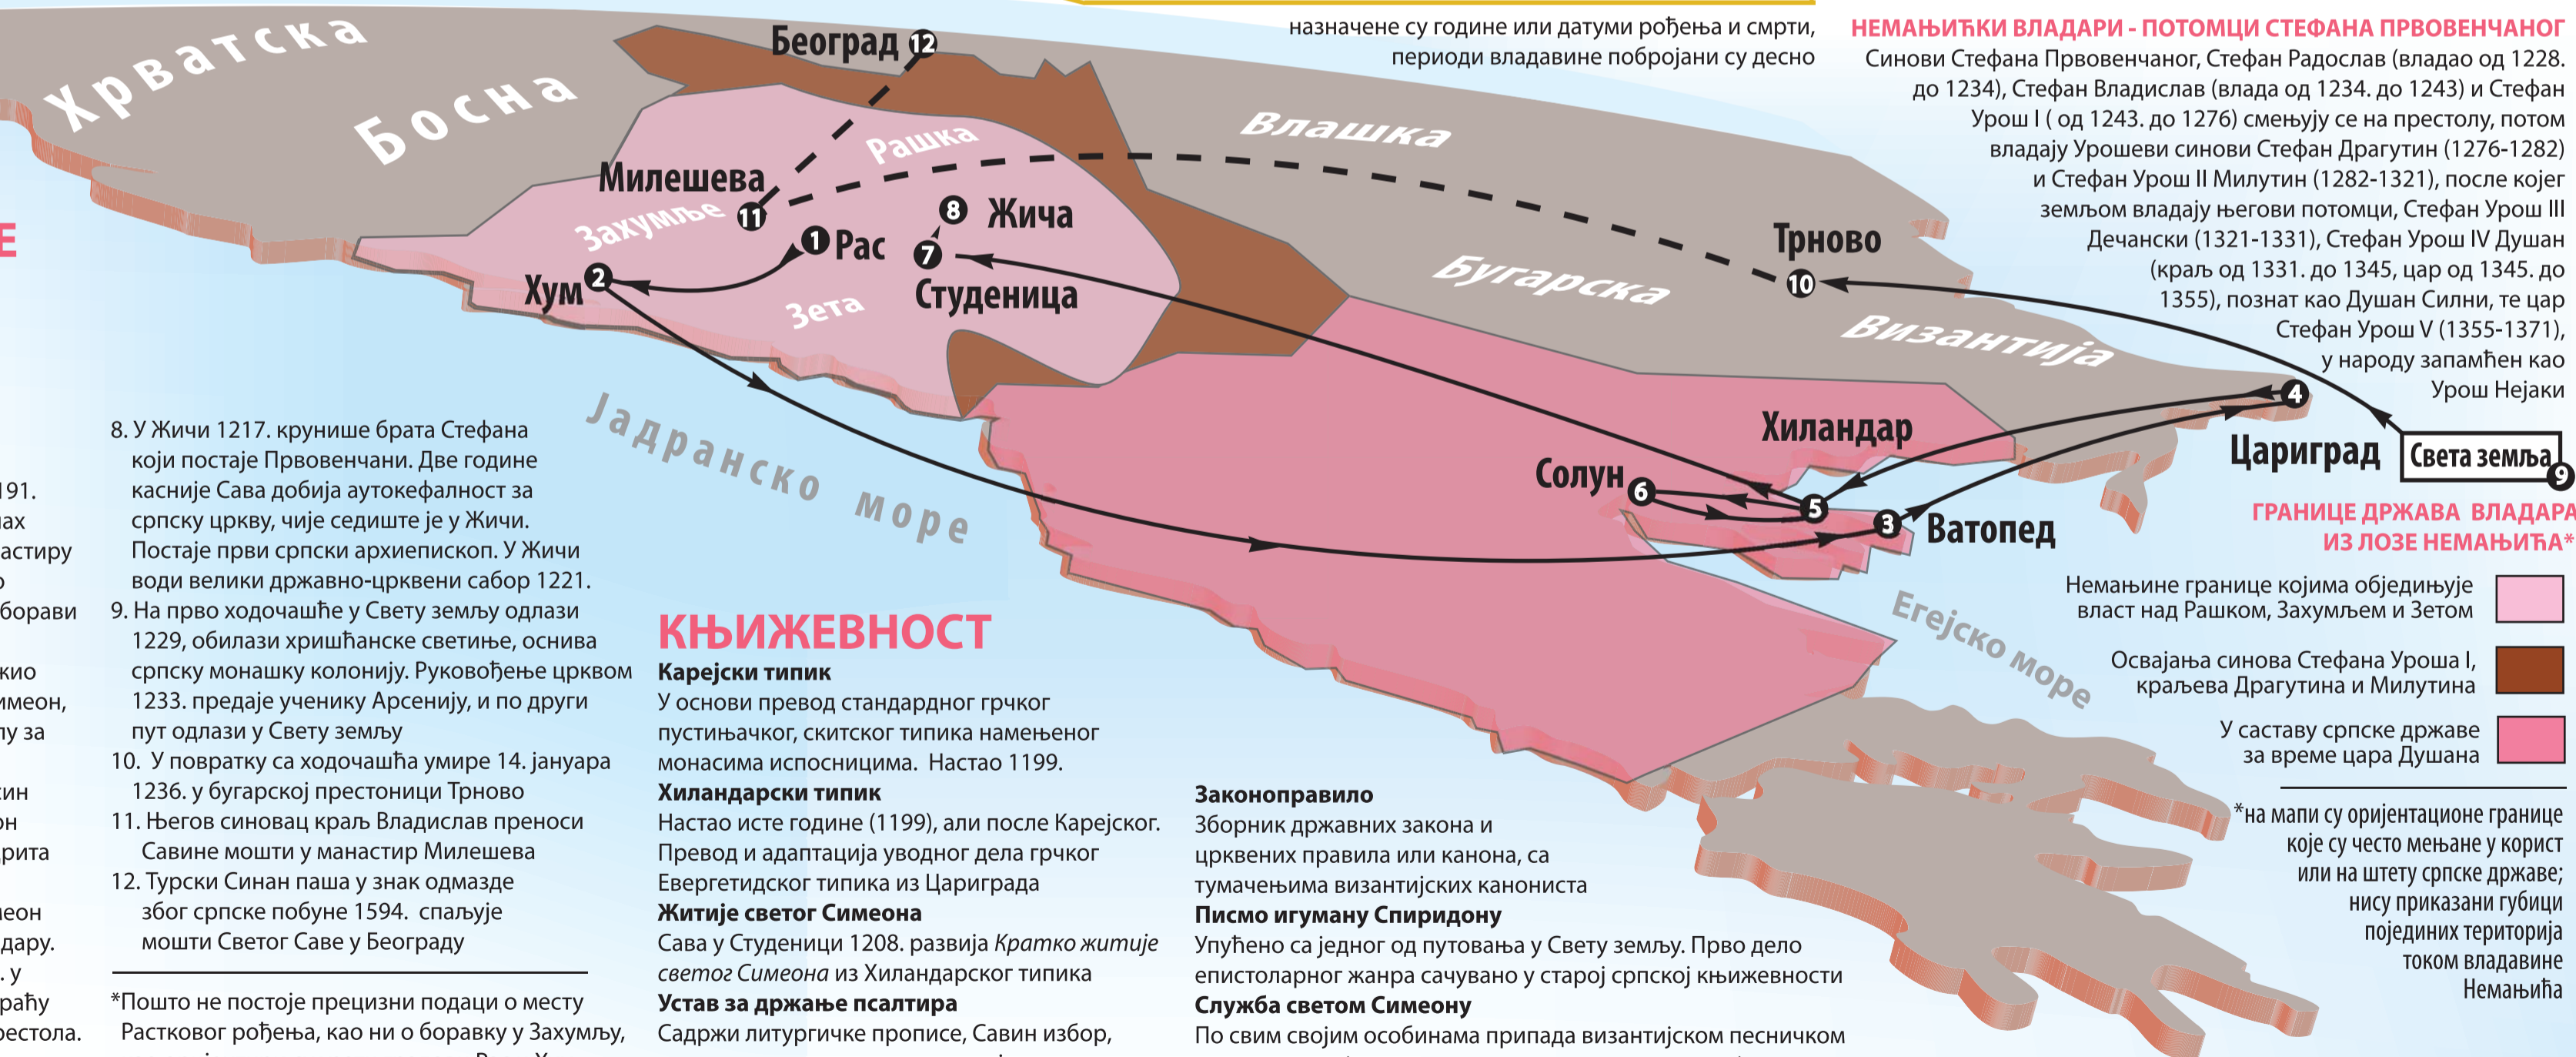 Хрватска
Босна
Београд 12
Влашка
Рашка
Милешева
11
Захумље
8 Жича
1 Рас
7
Студеница
Хум 2
Зета
Трново
10
Бугарска
Византија
Јадранско море
Хиландар
Солун 6
5
3 Ватопед
4
Цариград
Света земља
9
Егејско море
назначене су године или датуми рођења и смрти,
периоди владавине побројани су десно
НЕМАЊИЋКИ ВЛАДАРИ - ПОТОМЦИ СТЕФАНА ПРВОВЕНЧАНОГ
Синови Стефана Првовенчаног, Стефан Радослав (владао од 1228.
до 1234), Стефан Владислав (влада од 1234. до 1243) и Стефан
Урош I ( од 1243. до 1276) смењују се на престолу, потом
владају Урошеви синови Стефан Драгутин (1276-1282)
и Стефан Урош II Милутин (1282-1321), после којег
земљом владају његови потомци, Стефан Урош III
Дечански (1321-1331), Стефан Урош IV Душан
(краљ од 1331. до 1345, цар од 1345. до
1355), познат као Душан Силни, те цар
Стефан Урош V (1355-1371),
у народу запамћен као
Урош Нејаки
ГРАНИЦЕ ДРЖАВА ВЛАДАРА
ИЗ ЛОЗЕ НЕМАЊИЋА*
Немањине границе којима обједињује
власт над Рашком, Захумљем и Зетом
Освајања синова Стефана Уроша I,
краљева Драгутина и Милутина
У саставу српске државе
за време цара Душана
*на мапи су оријентационе границе
које су често мењане у корист
или на штету српске државе;
нису приказани губици
појединих територија
током владавине
Немањића
Е
191.
борави
ару.
. у
8. У Жичи 1217. крунише брата Стефана
који постаје Првовенчани. Две године
касније Сава добија аутокефалност за
српску цркву, чије седиште је у Жичи.
Постаје први српски архиепископ. У Жичи
води велики државно-црквени сабор 1221.
9. На прво ходочашће у Свету земљу одлази
1229, обилази хришћанске светиње, оснива
српску монашку колонију. Руковођење црквом
1233. предаје ученику Арсенију, и по други
пут одлази у Свету земљу
10. У повратку са ходочашћа умире 14. јануара
1236. у бугарској престоници Трново
11. Његов синовац краљ Владислав преноси
Савине мошти у манастир Милешева
12. Турски Синан паша у знак одмазде
због српске побуне 1594. спаљује
мошти Светог Саве у Београду
*Пошто не постоје прецизни подаци о месту
Растковог рођења, као ни о боравку у Захумљу,
КЊИЖЕВНОСТ
Карејски типик
У основи превод стандардног грчког
пустињачког, скитског типика намењеног
монасима испосницима. Настао 1199.
Хиландарски типик
Настао исте године (1199), али после Карејског.
Превод и адаптација уводног дела грчког
Евергетидског типика из Цариграда
Житије светог Симеона
Сава у Студеници 1208. развија Кратко житије
светог Симеона из Хиландарског типика
Устав за држање псалтира
Садржи литургичке прописе, Савин избор,
Законоправило
Зборник државних закона и
црквених правила или канона, са
тумачењима византијских канониста
Писмо игуману Спиридону
Упућено са једног од путовања у Свету земљу. Прво дело
епистоларног жанра сачувано у старој српској књижевности
Служба светом Симеону
По свим својим особинама припада византијском песничком